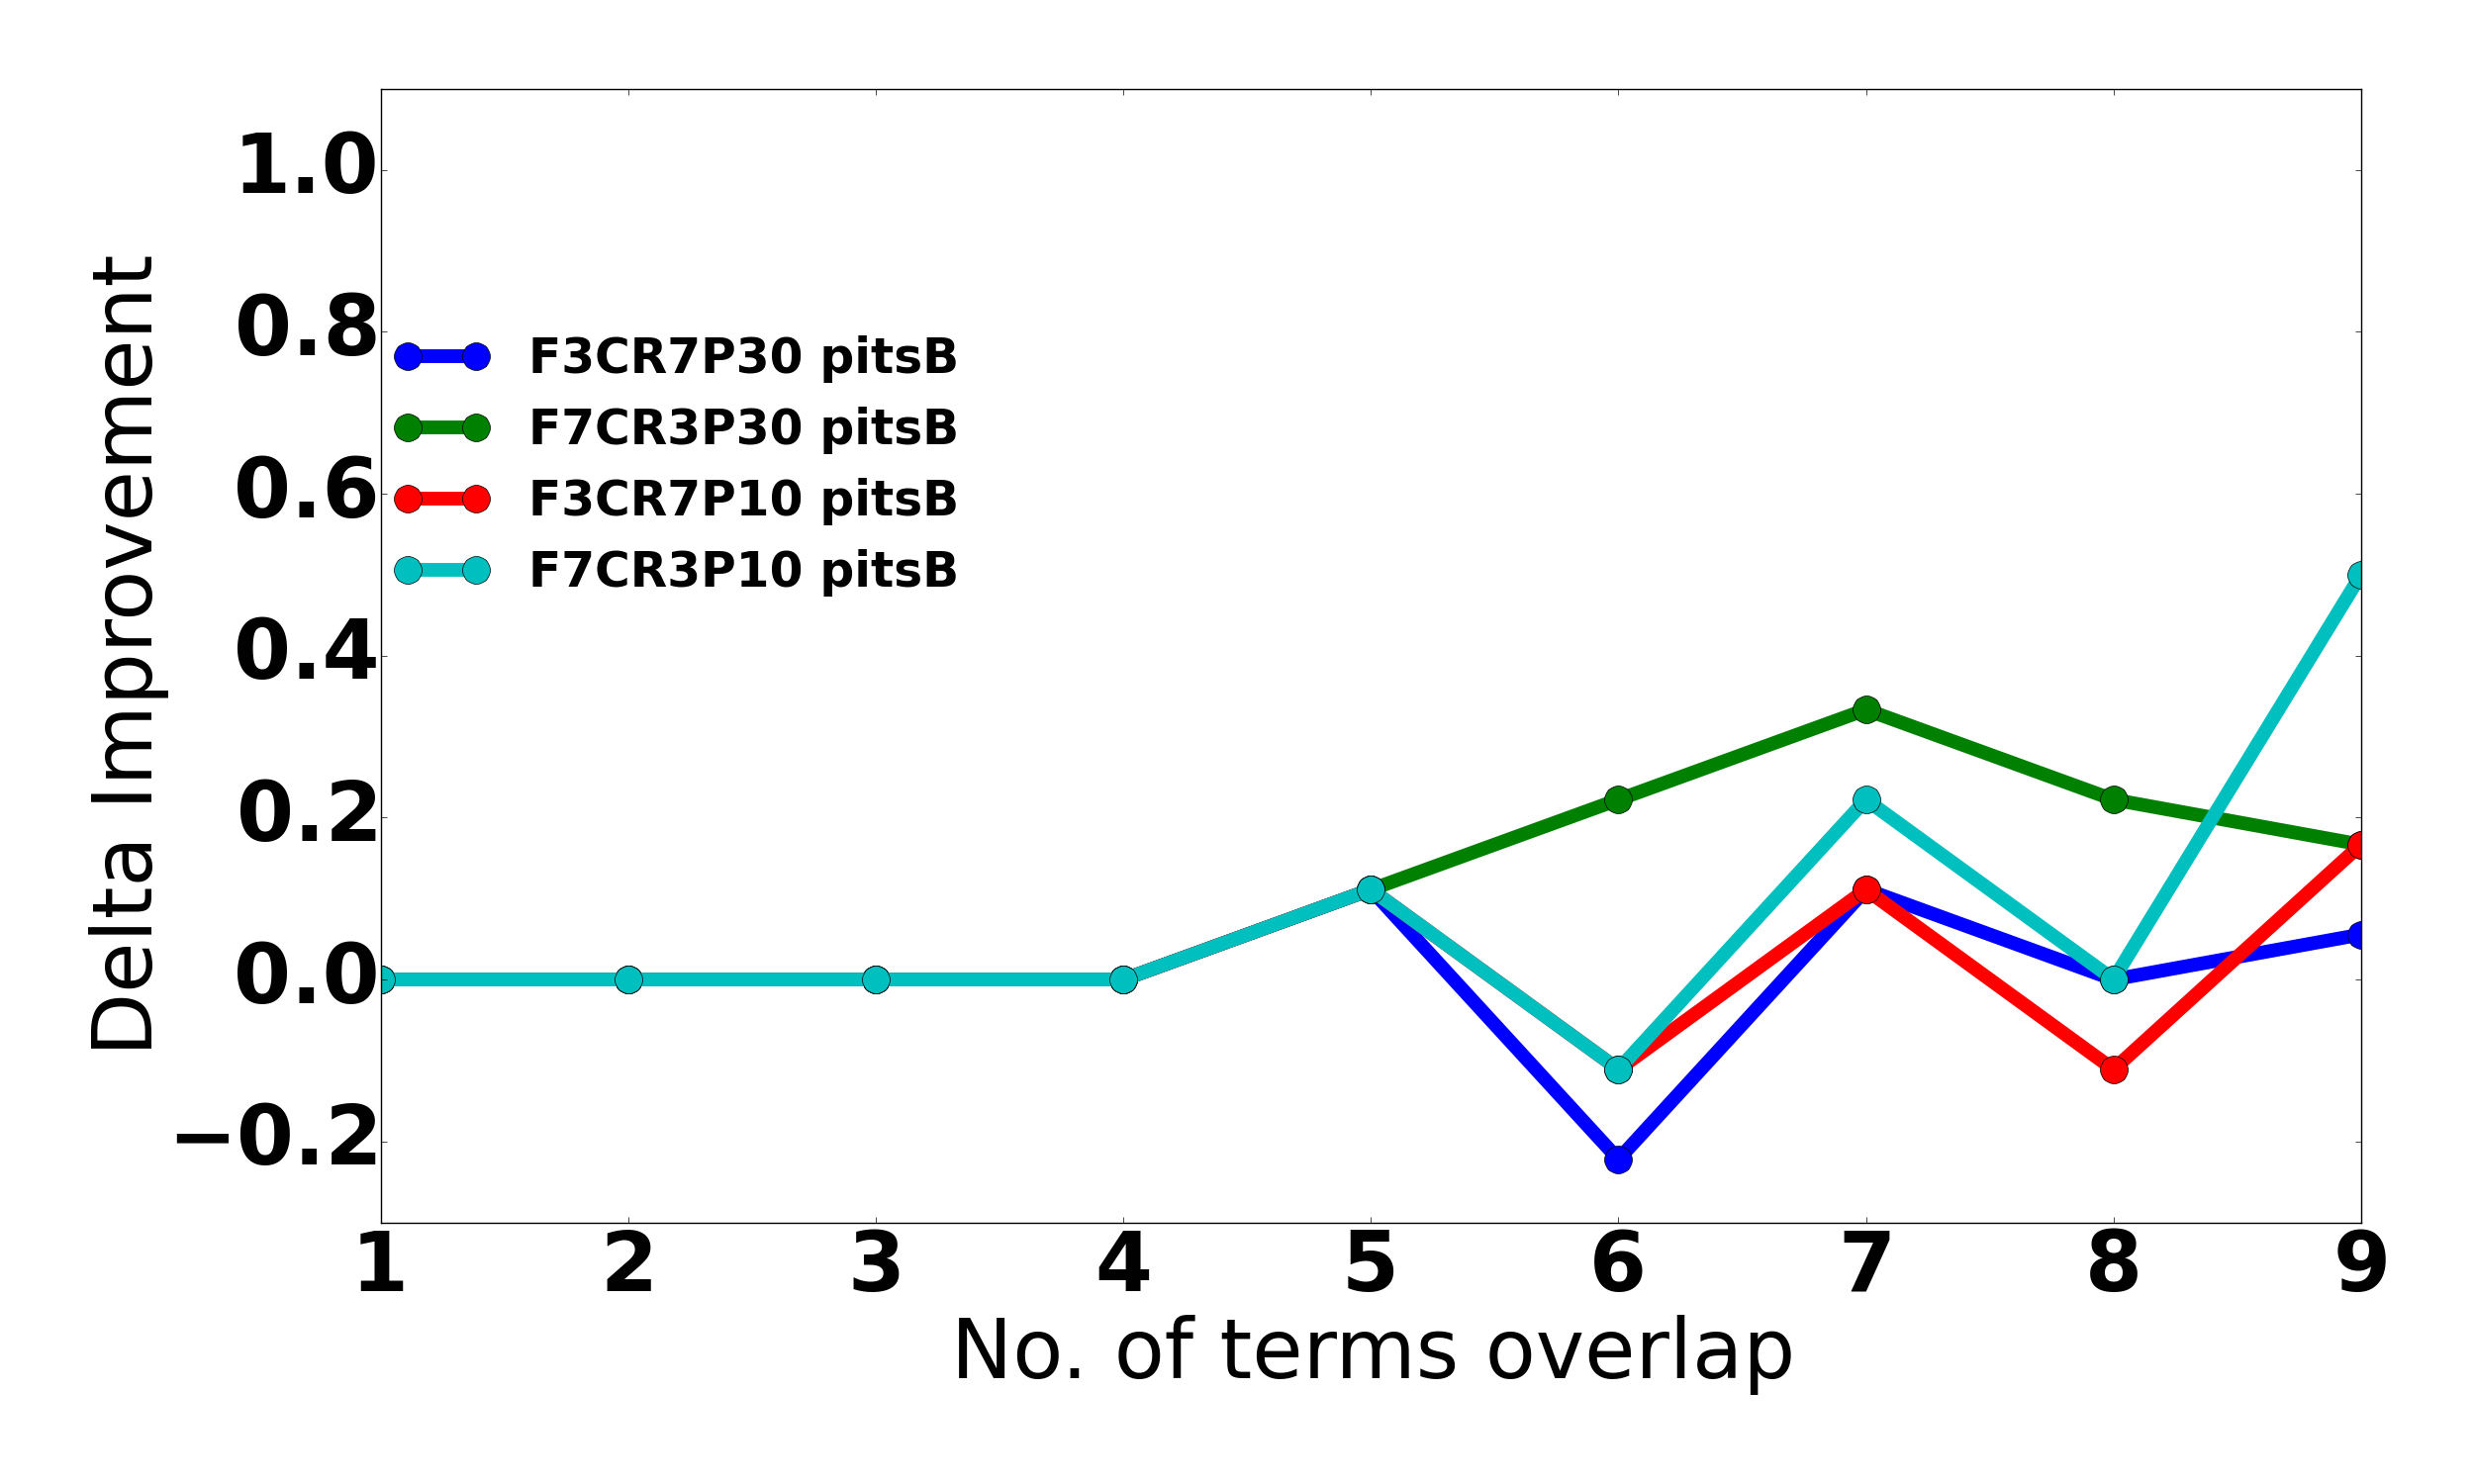 Delta Improvement
1.0
0.8
0.6
0.4
0.2
0.0
−0.2
F3CR7P30 pitsB
F7CR3P30 pitsB
F3CR7P10 pitsB
F7CR3P10 pitsB
1 2 3 4 5 6 7 8 9
No. of terms overlap